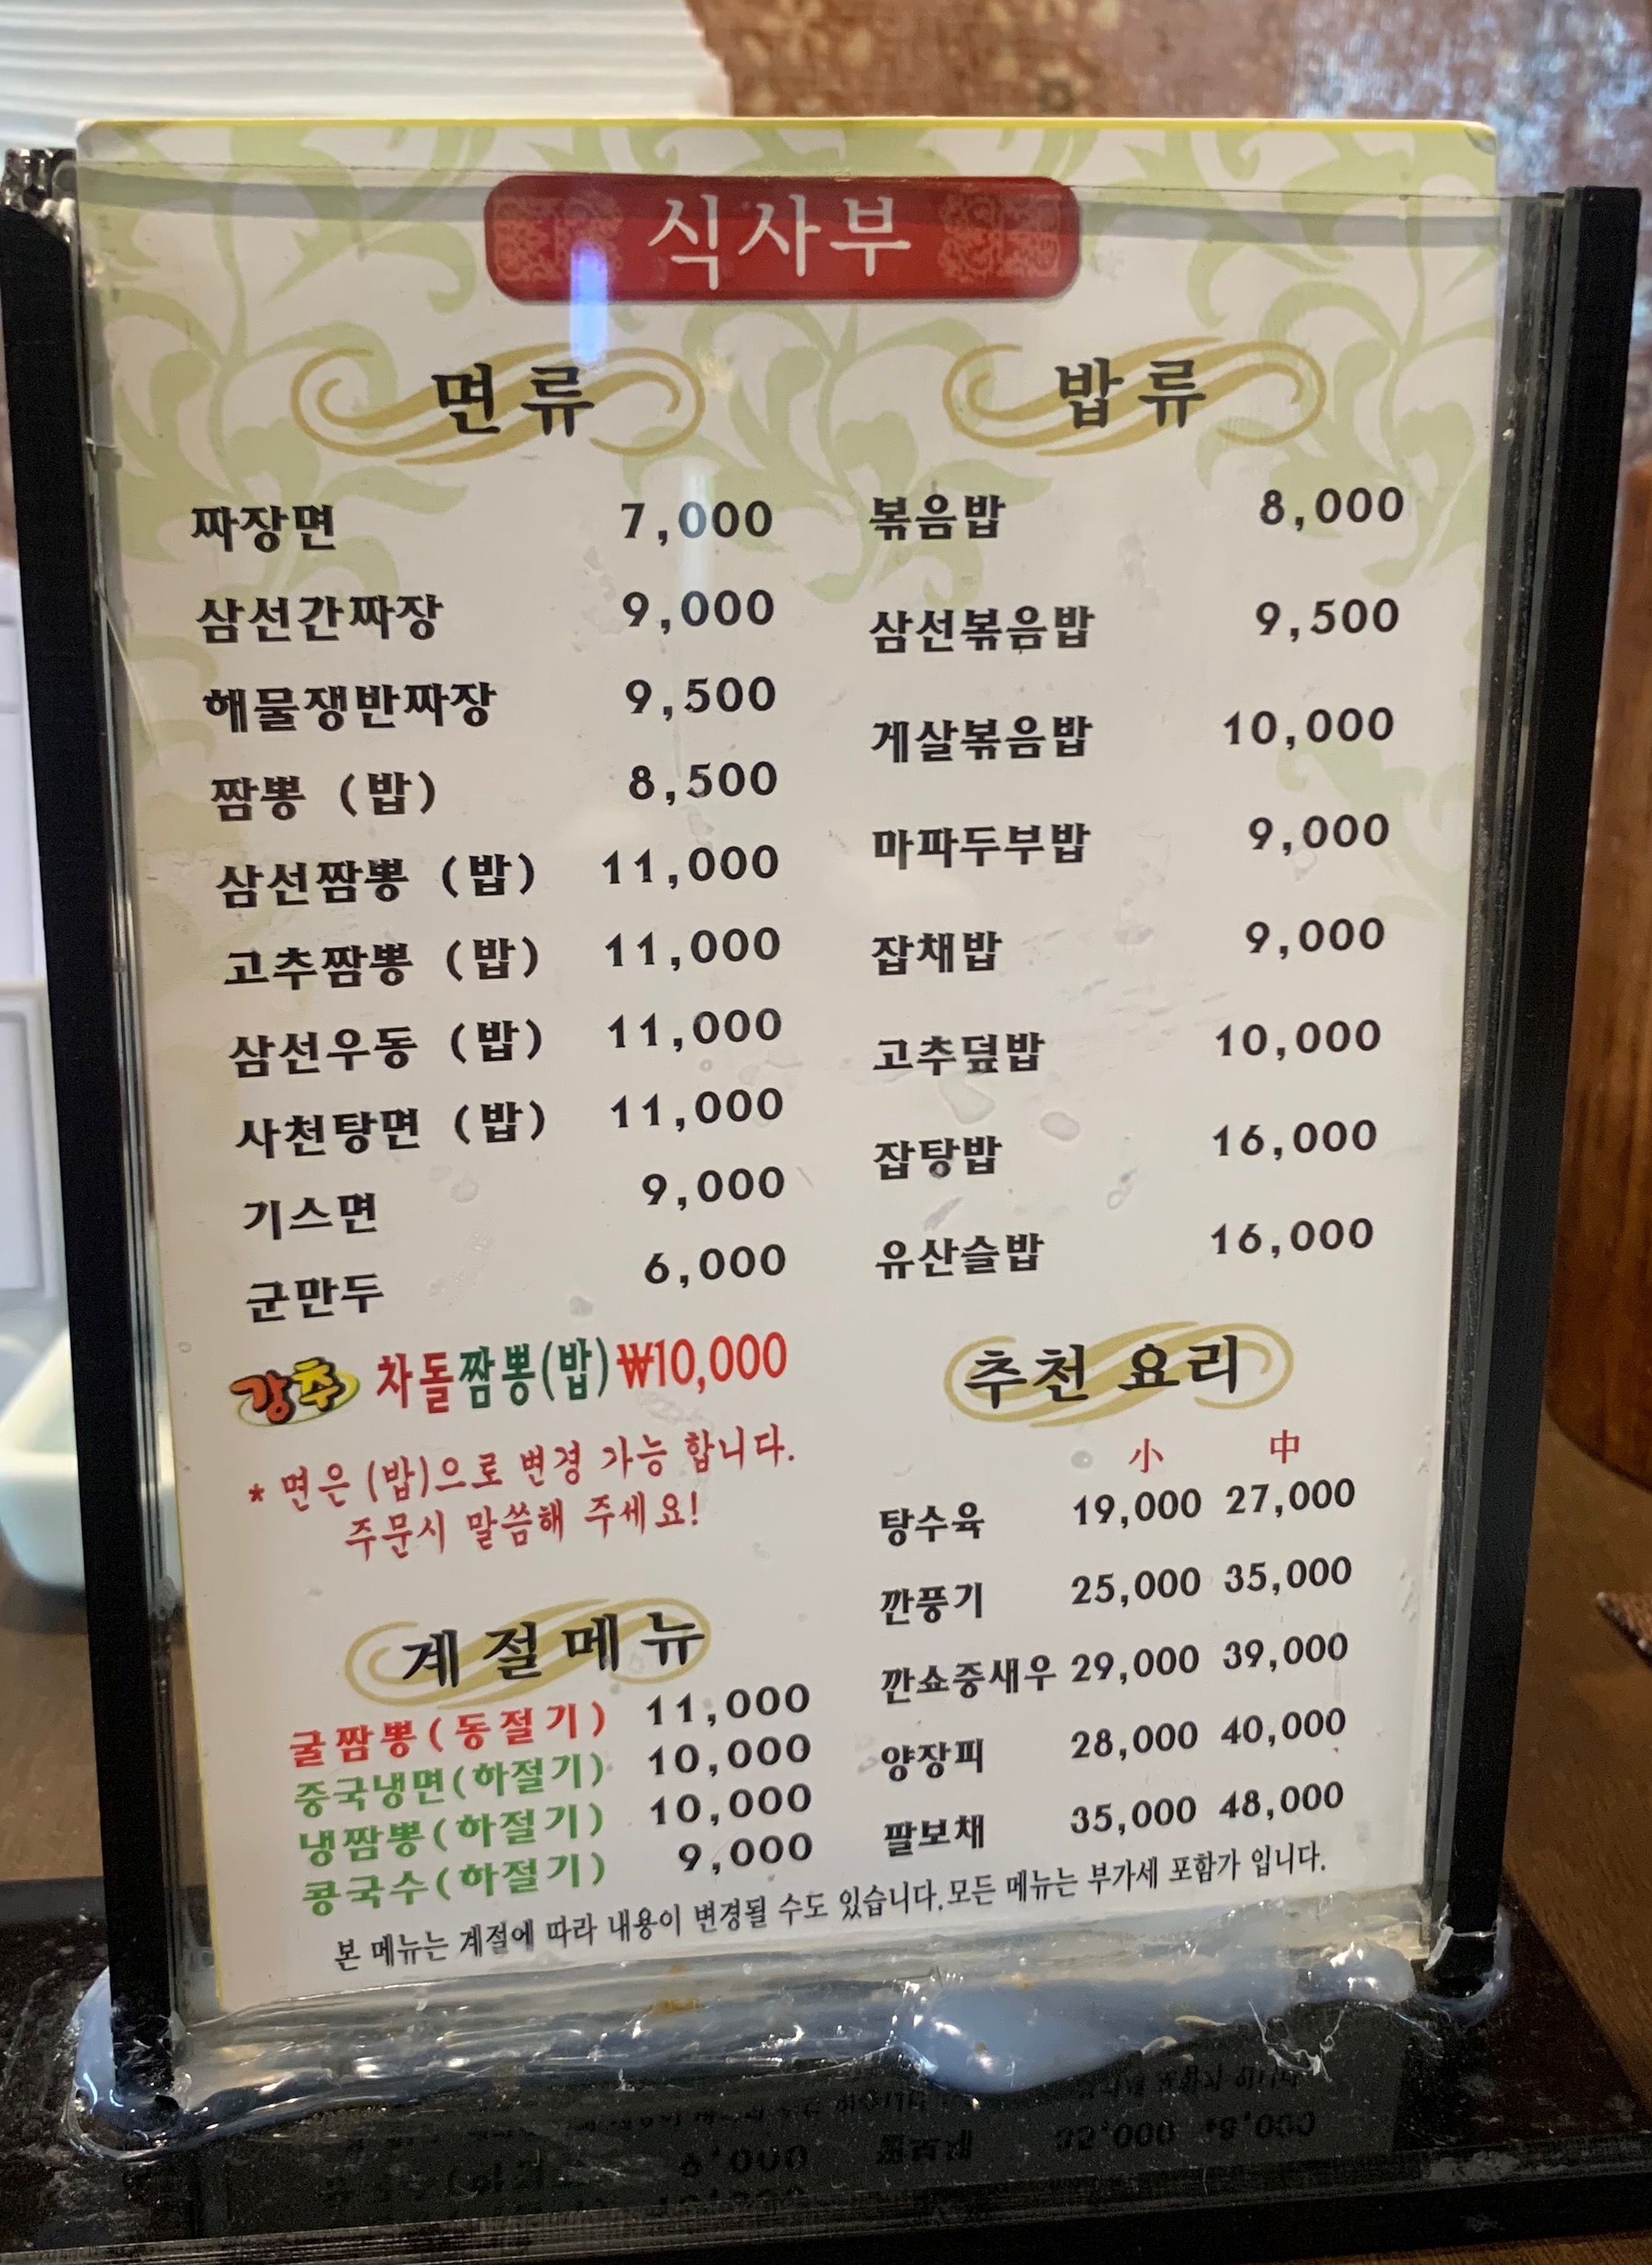 식사부
면류
짜장면 7,000
삼선간짜장 9,000
해물쟁반짜장 9,500
짬뽕 (밥) 8,500
삼선짬뽕 (밥) 11,000
고추짬뽕 (밥) 11,000
삼선우동 (밥) 11,000
사천탕면 (밥) 11,000
기스면 9,000
군만두 6,000
강추 차돌짬뽕(밥) ₩10,000
* 면은 (밥)으로 변경 가능 합니다.
주문시 말씀해 주세요!
계절메뉴
굴짬뽕(동절기) 11,000
중국냉면(하절기) 10,000
냉짬뽕(하절기) 10,000
콩국수(하절기) 9,000
밥류
볶음밥 8,000
삼선볶음밥 9,500
게살볶음밥 10,000
마파두부밥 9,000
잡채밥 9,000
고추덮밥 10,000
잡탕밥 16,000
유산슬밥 16,000
추천 요리
小 中
탕수육 19,000 27,000
깐풍기 25,000 35,000
깐쇼중새우 29,000 39,000
양장피 28,000 40,000
팔보채 35,000 48,000
본 메뉴는 계절에 따라 내용이 변경될 수도 있습니다.모든 메뉴는 부가세 포함가 입니다.